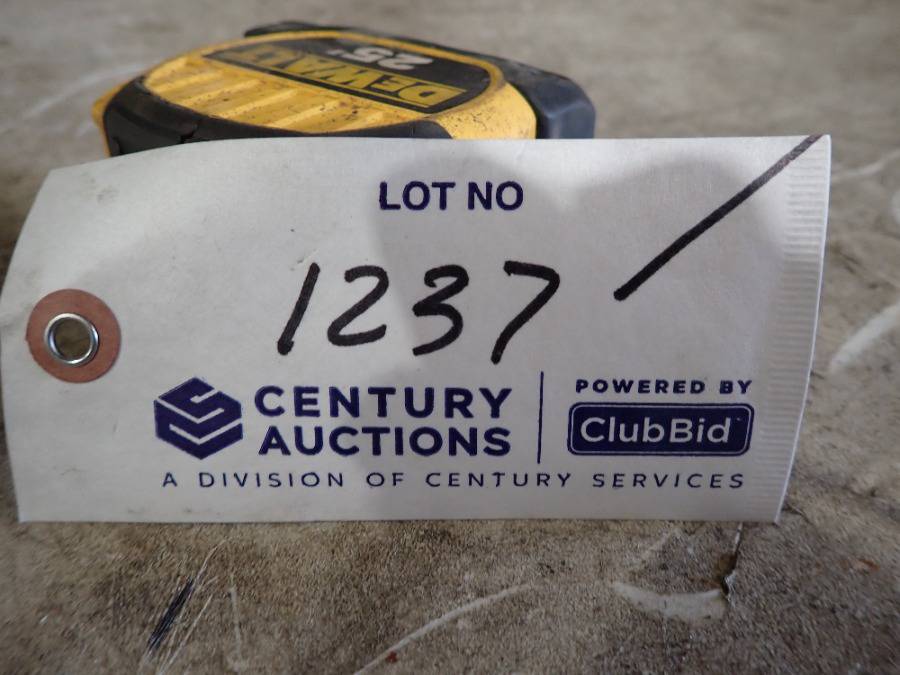 DEWALT
25
LOT NO
1237
CENTURY
AUCTIONS
POWERED BY
ClubBid
A DIVISION OF CENTURY SERVICES